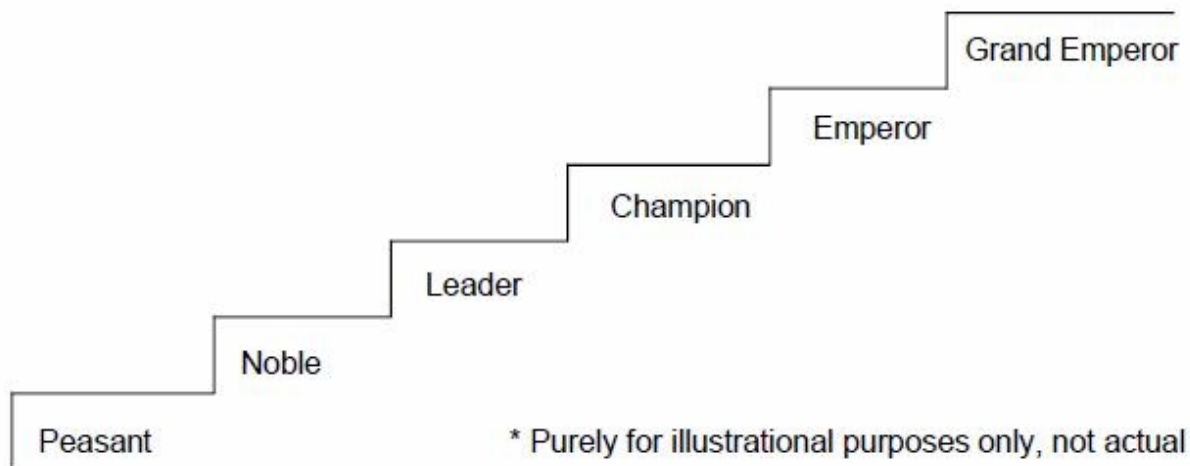 Grand Emperor
Emperor
Champion
Leader
Noble
Peasant
* Purely for illustrational purposes only, not actual